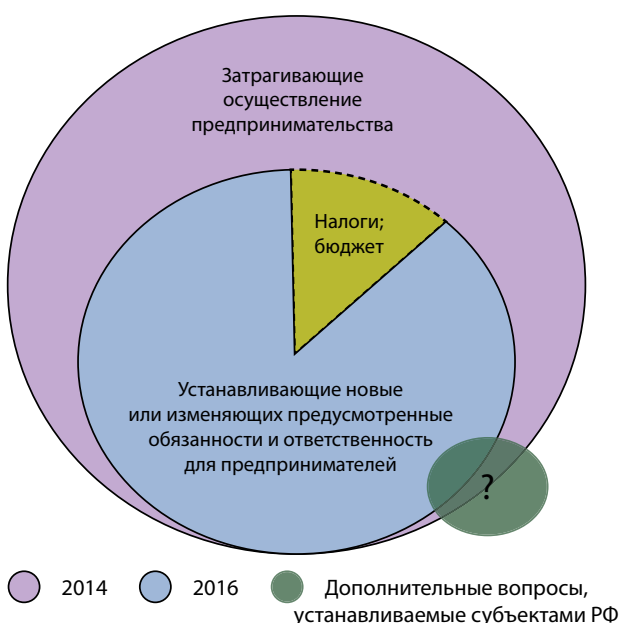 Затрагивающие
осуществление
предпринимательства
Налоги;
бюджет
Устанавливающие новые
или изменяющих предусмотренные
обязанности и ответственность
для предпринимателей
?
2014
2016
Дополнительные вопросы,
устанавливаемые субъектами РФ